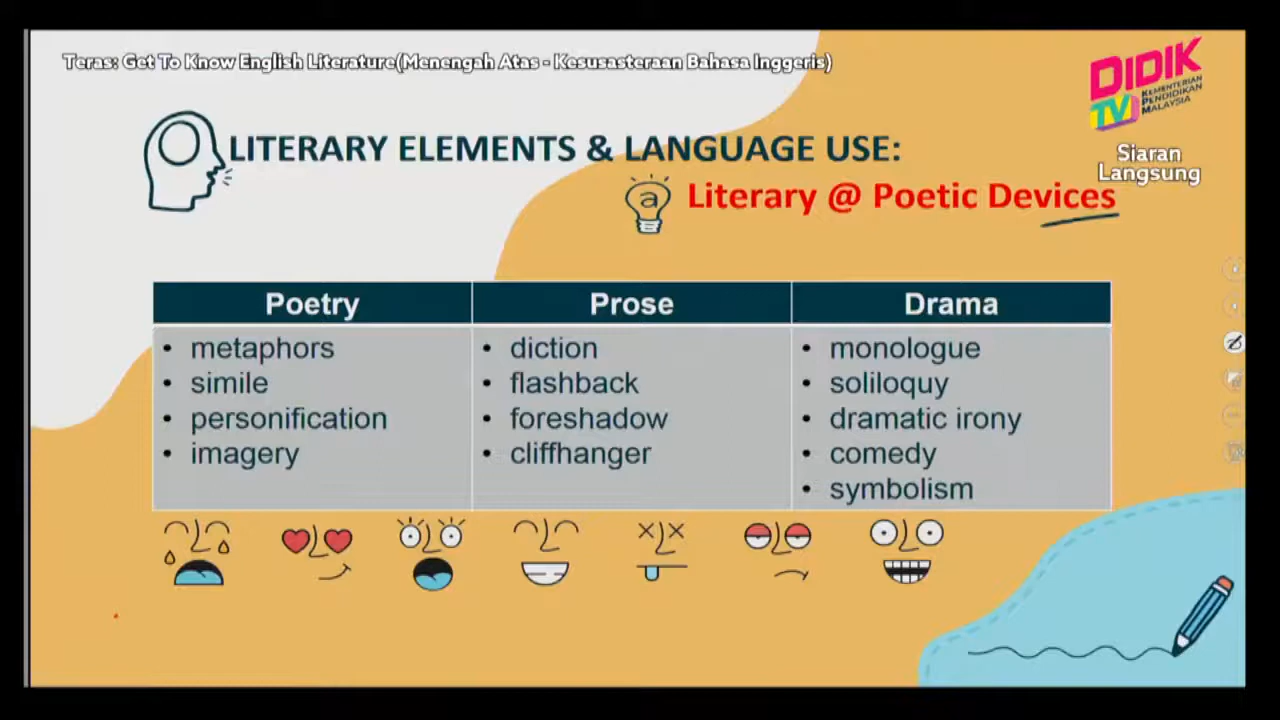 Teras: Get To Know English Literature(Menengah Atas - Kesusasteraan Bahasa Inggeris)
DIDIK
TV
KEMENTERIAN
PENDIDIKAN
MALAYSIA
Siaran
Langsung
LITERARY ELEMENTS & LANGUAGE USE:
a
Literary @ Poetic Devices
Poetry
• metaphors
• simile
• personification
• imagery
Prose
• diction
• flashback
• foreshadow
• cliffhanger
Drama
• monologue
• soliloquy
• dramatic irony
• comedy
• symbolism